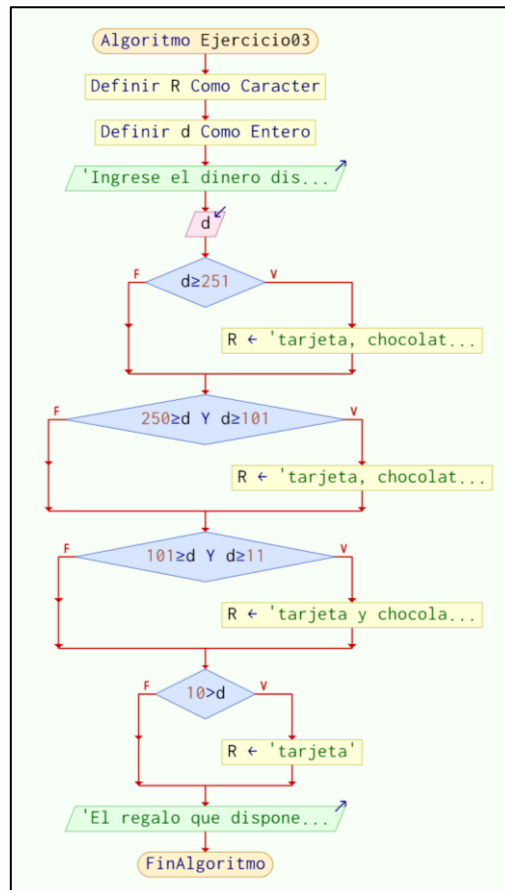 Algoritmo Ejercicio03
Definir R Como Caracter
Definir d Como Entero
'Ingrese el dinero dis...
d
F
d≥251
V
R ← 'tarjeta, chocolat...
F
250≥d Y d≥101
V
R ← 'tarjeta, chocolat...
F
101≥d Y d≥11
V
R ← 'tarjeta y chocola...
F
10>d
V
R ← 'tarjeta'
'El regalo que dispone...
FinAlgoritmo